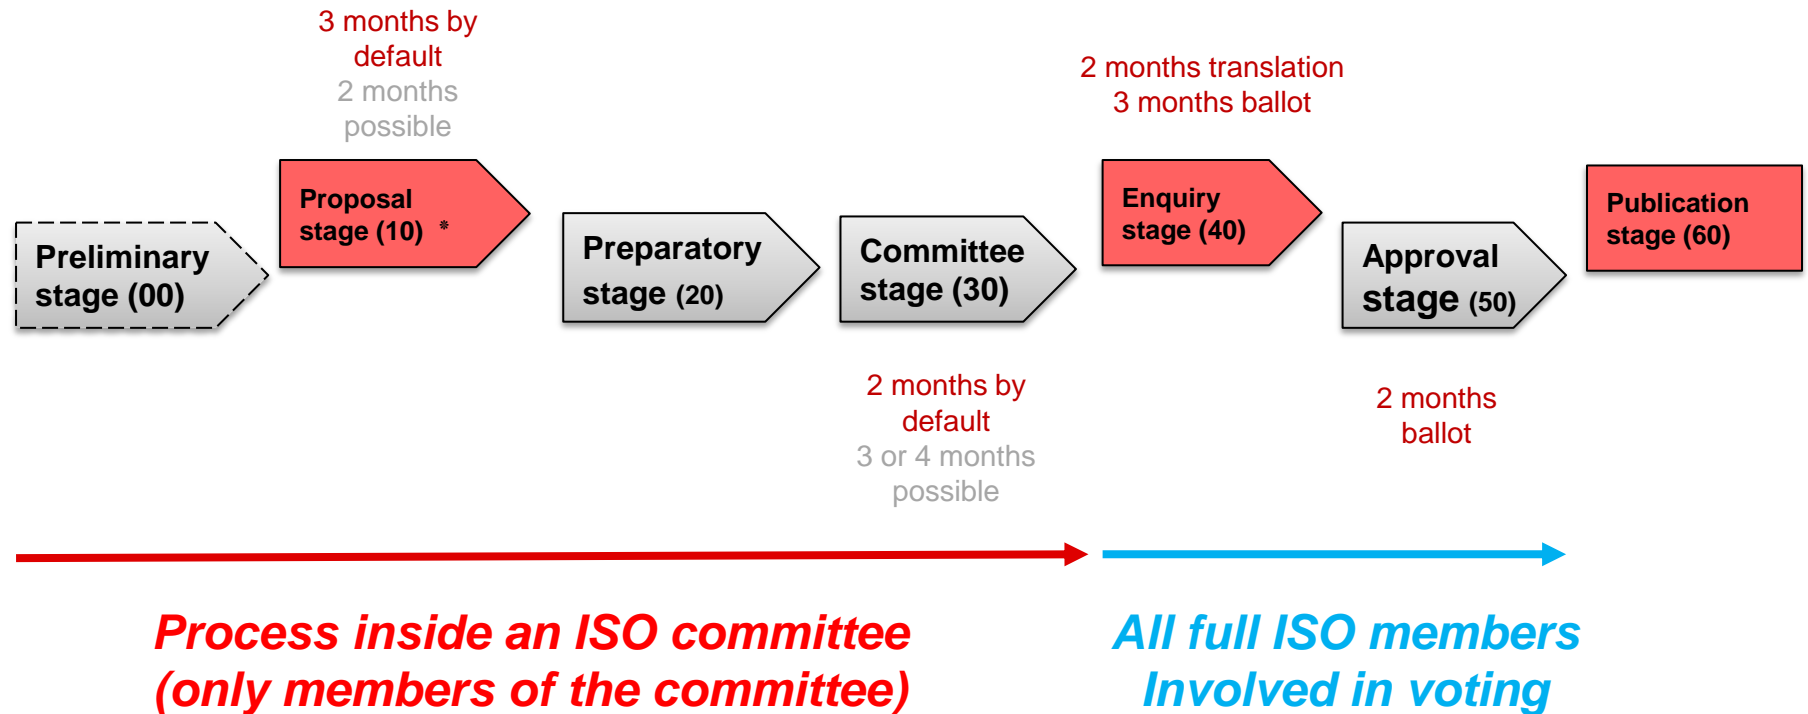 3 months by
default
2 months
possible
2 months translation
3 months ballot
Preliminary
stage (00)
Proposal
stage (10) *
Preparatory
stage (20)
Committee
stage (30)
Enquiry
stage (40)
Approval
stage (50)
Publication
stage (60)
2 months by
default
3 or 4 months
possible
2 months
ballot
Process inside an ISO committee
(only members of the committee)
All full ISO members
Involved in voting